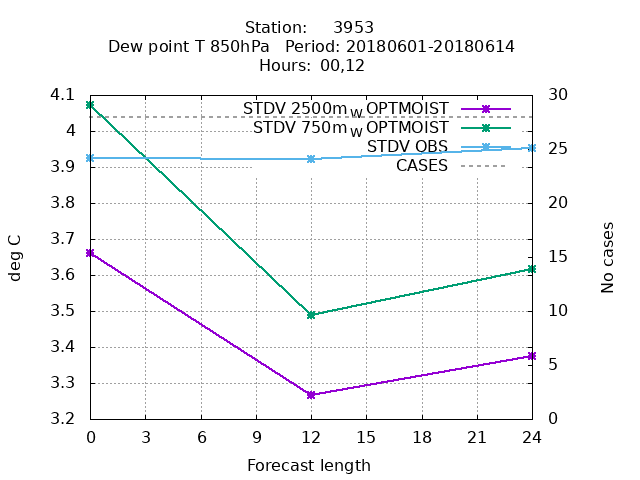 Station: 3953
Dew point T 850hPa Period: 20180601-20180614
Hours: 00,12
4.1
4
3.9
3.8
3.7
3.6
3.5
3.4
3.3
3.2
deg C
STDV 2500m W OPTMOIST
STDV 750m W OPTMOIST
STDV OBS
CASES
30
25
20
15
10
5
0
No cases
0 3 6 9 12 15 18 21 24
Forecast length